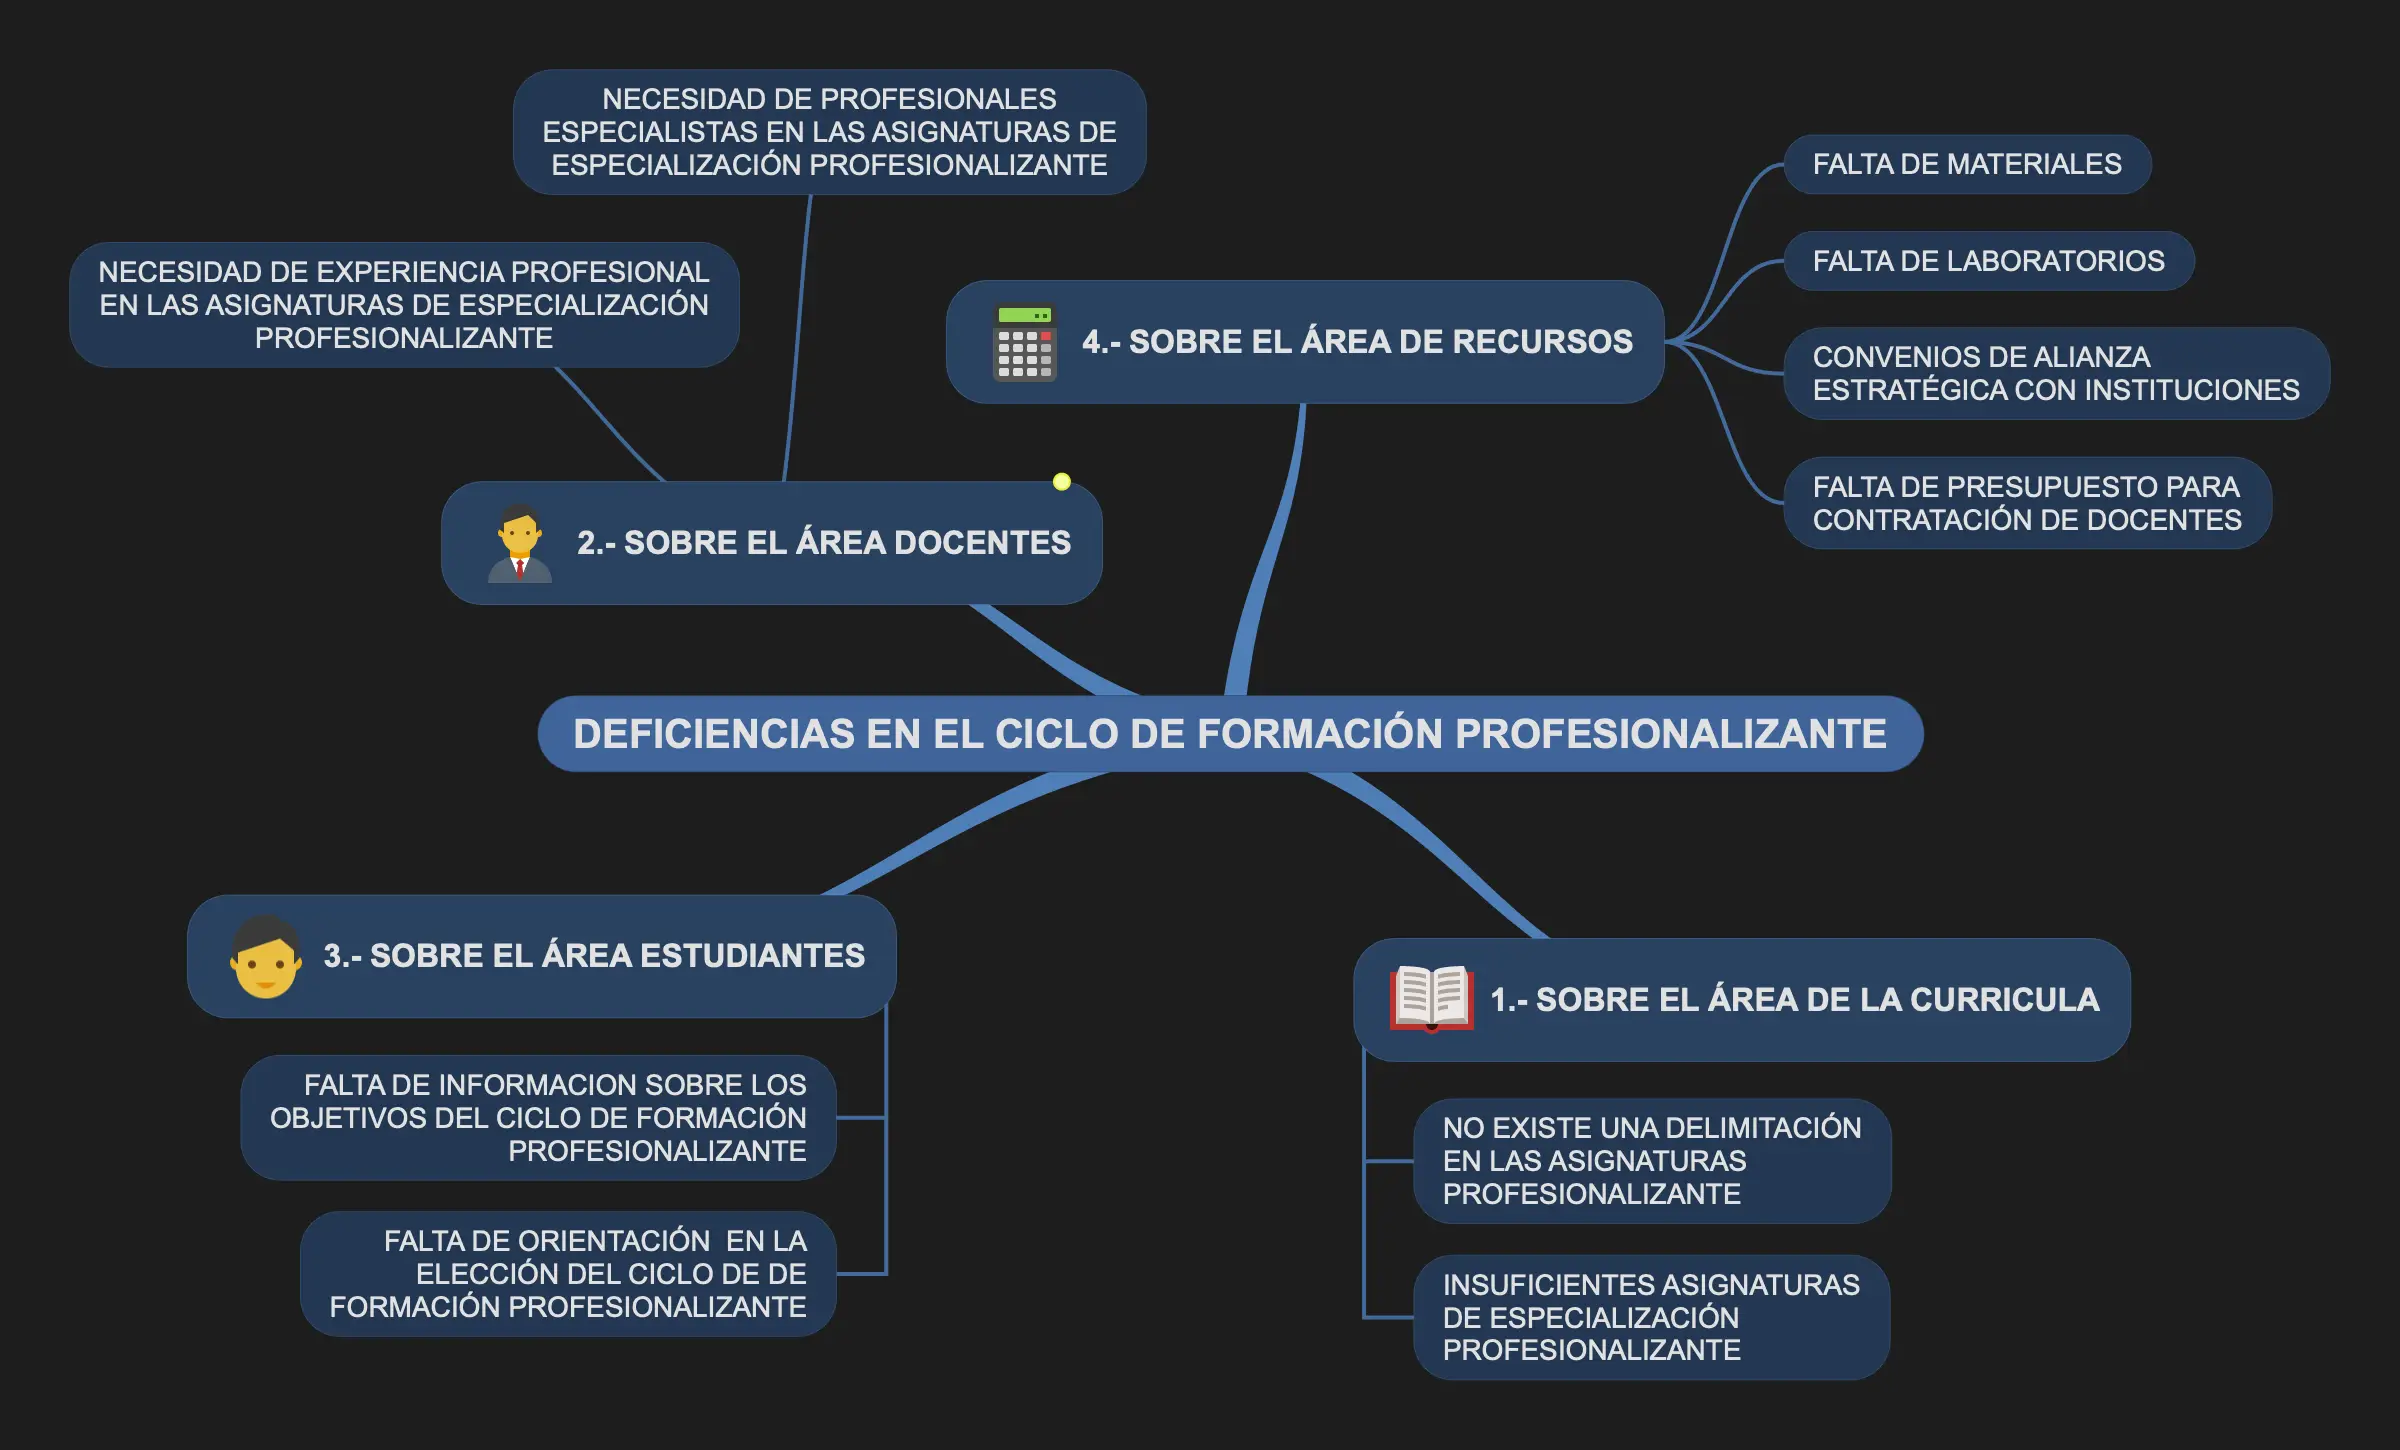 NECESIDAD DE PROFESIONALES
ESPECIALISTAS EN LAS ASIGNATURAS DE
ESPECIALIZACIÓN PROFESIONALIZANTE
NECESIDAD DE EXPERIENCIA PROFESIONAL
EN LAS ASIGNATURAS DE ESPECIALIZACIÓN
PROFESIONALIZANTE
2.- SOBRE EL ÁREA DOCENTES
4.- SOBRE EL ÁREA DE RECURSOS
FALTA DE MATERIALES
FALTA DE LABORATORIOS
CONVENIOS DE ALIANZA
ESTRATÉGICA CON INSTITUCIONES
FALTA DE PRESUPUESTO PARA
CONTRATACIÓN DE DOCENTES
DEFICIENCIAS EN EL CICLO DE FORMACIÓN PROFESIONALIZANTE
3.- SOBRE EL ÁREA ESTUDIANTES
FALTA DE INFORMACION SOBRE LOS
OBJETIVOS DEL CICLO DE FORMACIÓN
PROFESIONALIZANTE
FALTA DE ORIENTACIÓN  EN LA
ELECCIÓN DEL CICLO DE DE
FORMACIÓN PROFESIONALIZANTE
1.- SOBRE EL ÁREA DE LA CURRICULA
NO EXISTE UNA DELIMITACIÓN
EN LAS ASIGNATURAS
PROFESIONALIZANTE
INSUFICIENTES ASIGNATURAS
DE ESPECIALIZACIÓN
PROFESIONALIZANTE